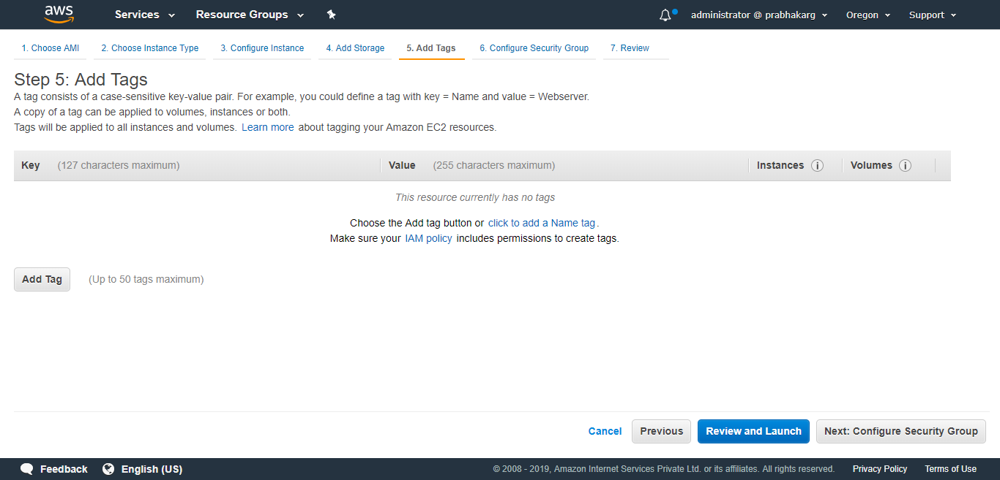 aws Services Resource Groups administrator @ prabhakarg Oregon Support
1. Choose AMI 2. Choose Instance Type 3. Configure Instance 4. Add Storage 5. Add Tags 6. Configure Security Group 7. Review
Step 5: Add Tags
A tag consists of a case-sensitive key-value pair. For example, you could define a tag with key = Name and value = Webserver.
A copy of a tag can be applied to volumes, instances or both.
Tags will be applied to all instances and volumes. Learn more about tagging your Amazon EC2 resources.
Key (127 characters maximum) Value (255 characters maximum) Instances i Volumes i
This resource currently has no tags
Choose the Add tag button or click to add a Name tag.
Make sure your IAM policy includes permissions to create tags.
Add Tag (Up to 50 tags maximum)
Cancel Previous Review and Launch Next: Configure Security Group
Feedback English (US) © 2008 - 2019, Amazon Internet Services Private Ltd. or its affiliates. All rights reserved. Privacy Policy Terms of Use